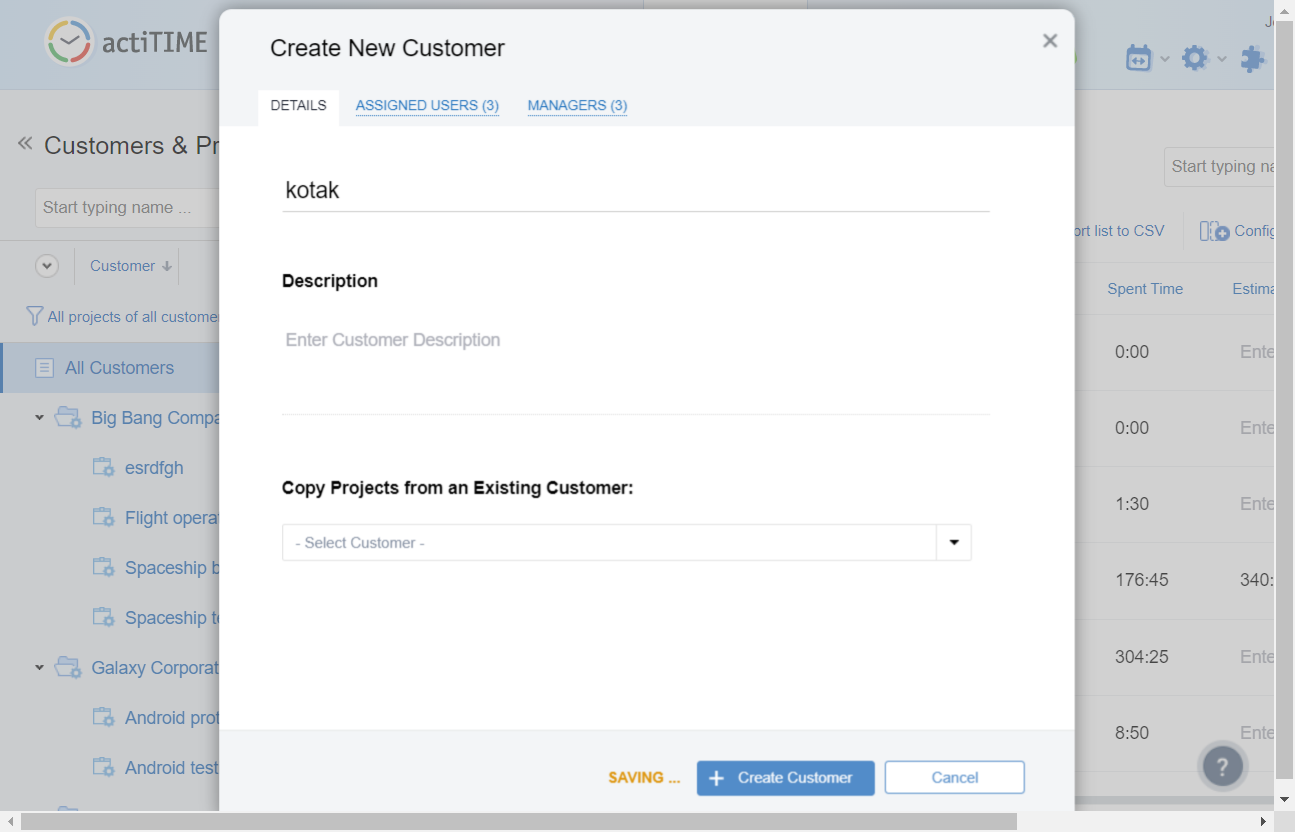 actiTIME
Create New Customer
DETAILS
ASSIGNED USERS (3)
MANAGERS (3)
Customers & Pr
Start typing name ...
Customer
All projects of all custome
All Customers
Big Bang Compa
esrdfgh
Flight opera
Spaceship b
Spaceship te
Galaxy Corporat
Android prot
Android test
kotak
Description
Enter Customer Description
Copy Projects from an Existing Customer:
- Select Customer -
SAVING ...
Create Customer
Cancel
Start typing na
ort list to CSV
Config
Spent Time
Estima
0:00
Ente
0:00
Ente
1:30
Ente
176:45
340:
304:25
Ente
8:50
Ente
?